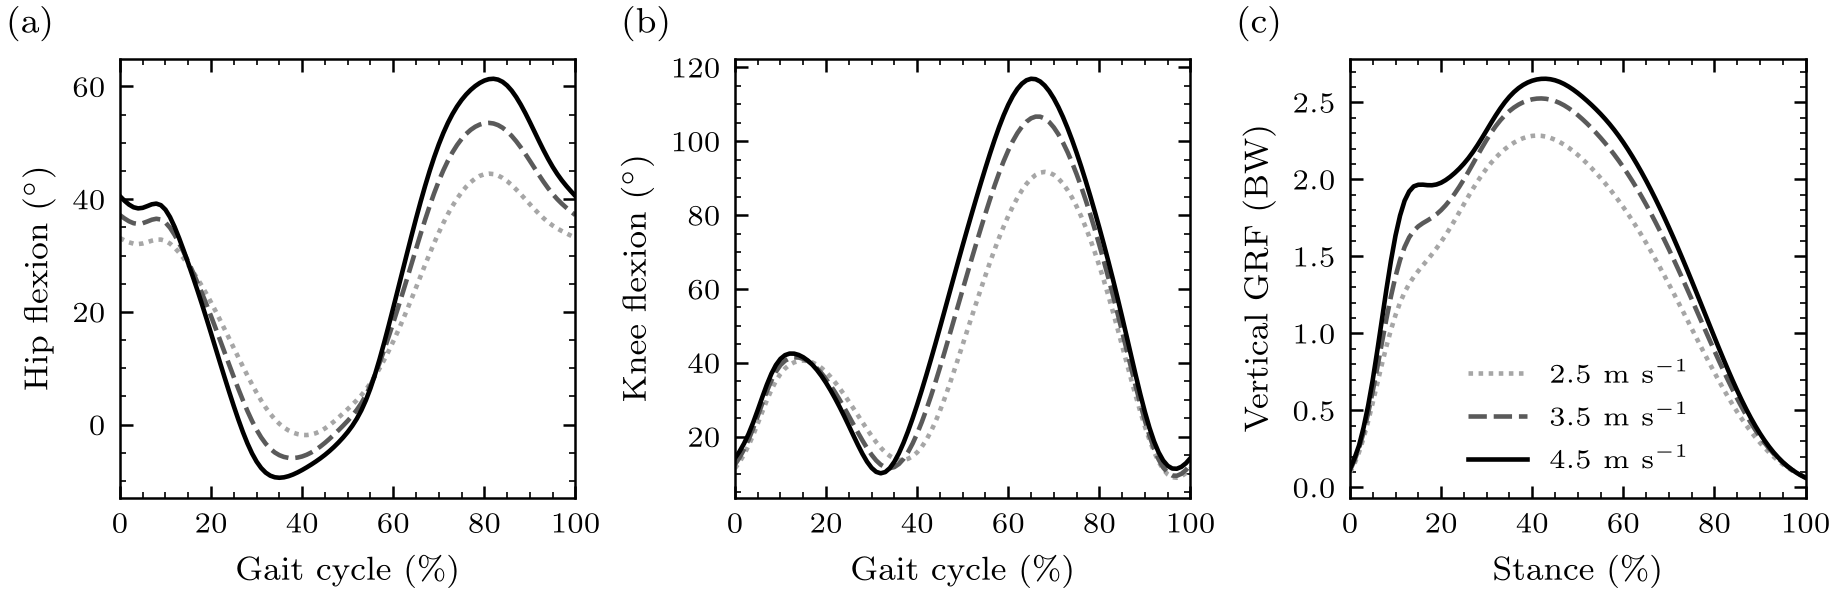 (a)
60
40
20
0
Hip flexion (°)
0 20 40 60 80 100
Gait cycle (%)
(b)
120
100
80
60
40
20
Knee flexion (°)
0 20 40 60 80 100
Gait cycle (%)
(c)
2.5
2.0
1.5
1.0
0.5
0.0
Vertical GRF (BW)
2.5 m s⁻¹
3.5 m s⁻¹
4.5 m s⁻¹
0 20 40 60 80 100
Stance (%)